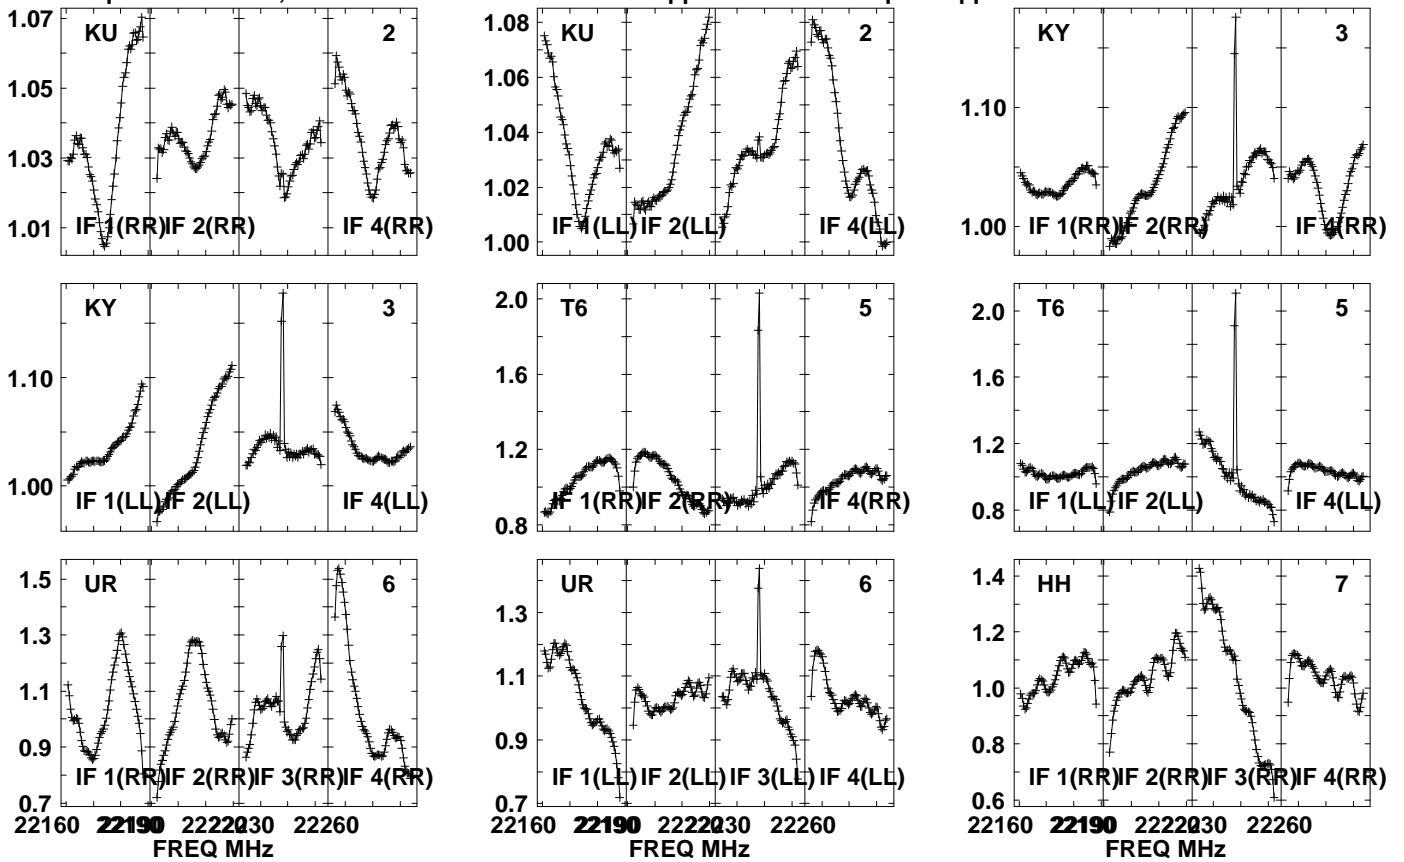 KU 2
1.07
1.05
1.03
1.01
IF 1(RR) IF 2(RR) IF 4(RR)
KU 2
1.08
1.06
1.04
1.02
1.00
IF 1(LL) IF 2(LL) IF 4(LL)
KY 3
1.10
1.00
IF 1(RR) IF 2(RR) IF 4(RR)
KY 3
1.10
1.00
IF 1(LL) IF 2(LL) IF 4(LL)
T6 5
2.0
1.6
1.2
0.8
IF 1(RR) IF 2(RR) IF 4(RR)
T6 5
2.0
1.6
1.2
0.8
IF 1(LL) IF 2(LL) IF 4(LL)
UR 6
1.5
1.3
1.1
0.9
0.7
IF 1(RR) IF 2(RR) IF 3(RR) IF 4(RR)
22160 22190 22260
FREQ MHz
UR 6
1.3
1.1
0.9
0.7
IF 1(LL) IF 2(LL) IF 3(LL) IF 4(LL)
22160 22190 22260
FREQ MHz
HH 7
1.4
1.2
1.0
0.8
0.6
IF 1(RR) IF 2(RR) IF 3(RR) IF 4(RR)
22160 22190 22260
FREQ MHz